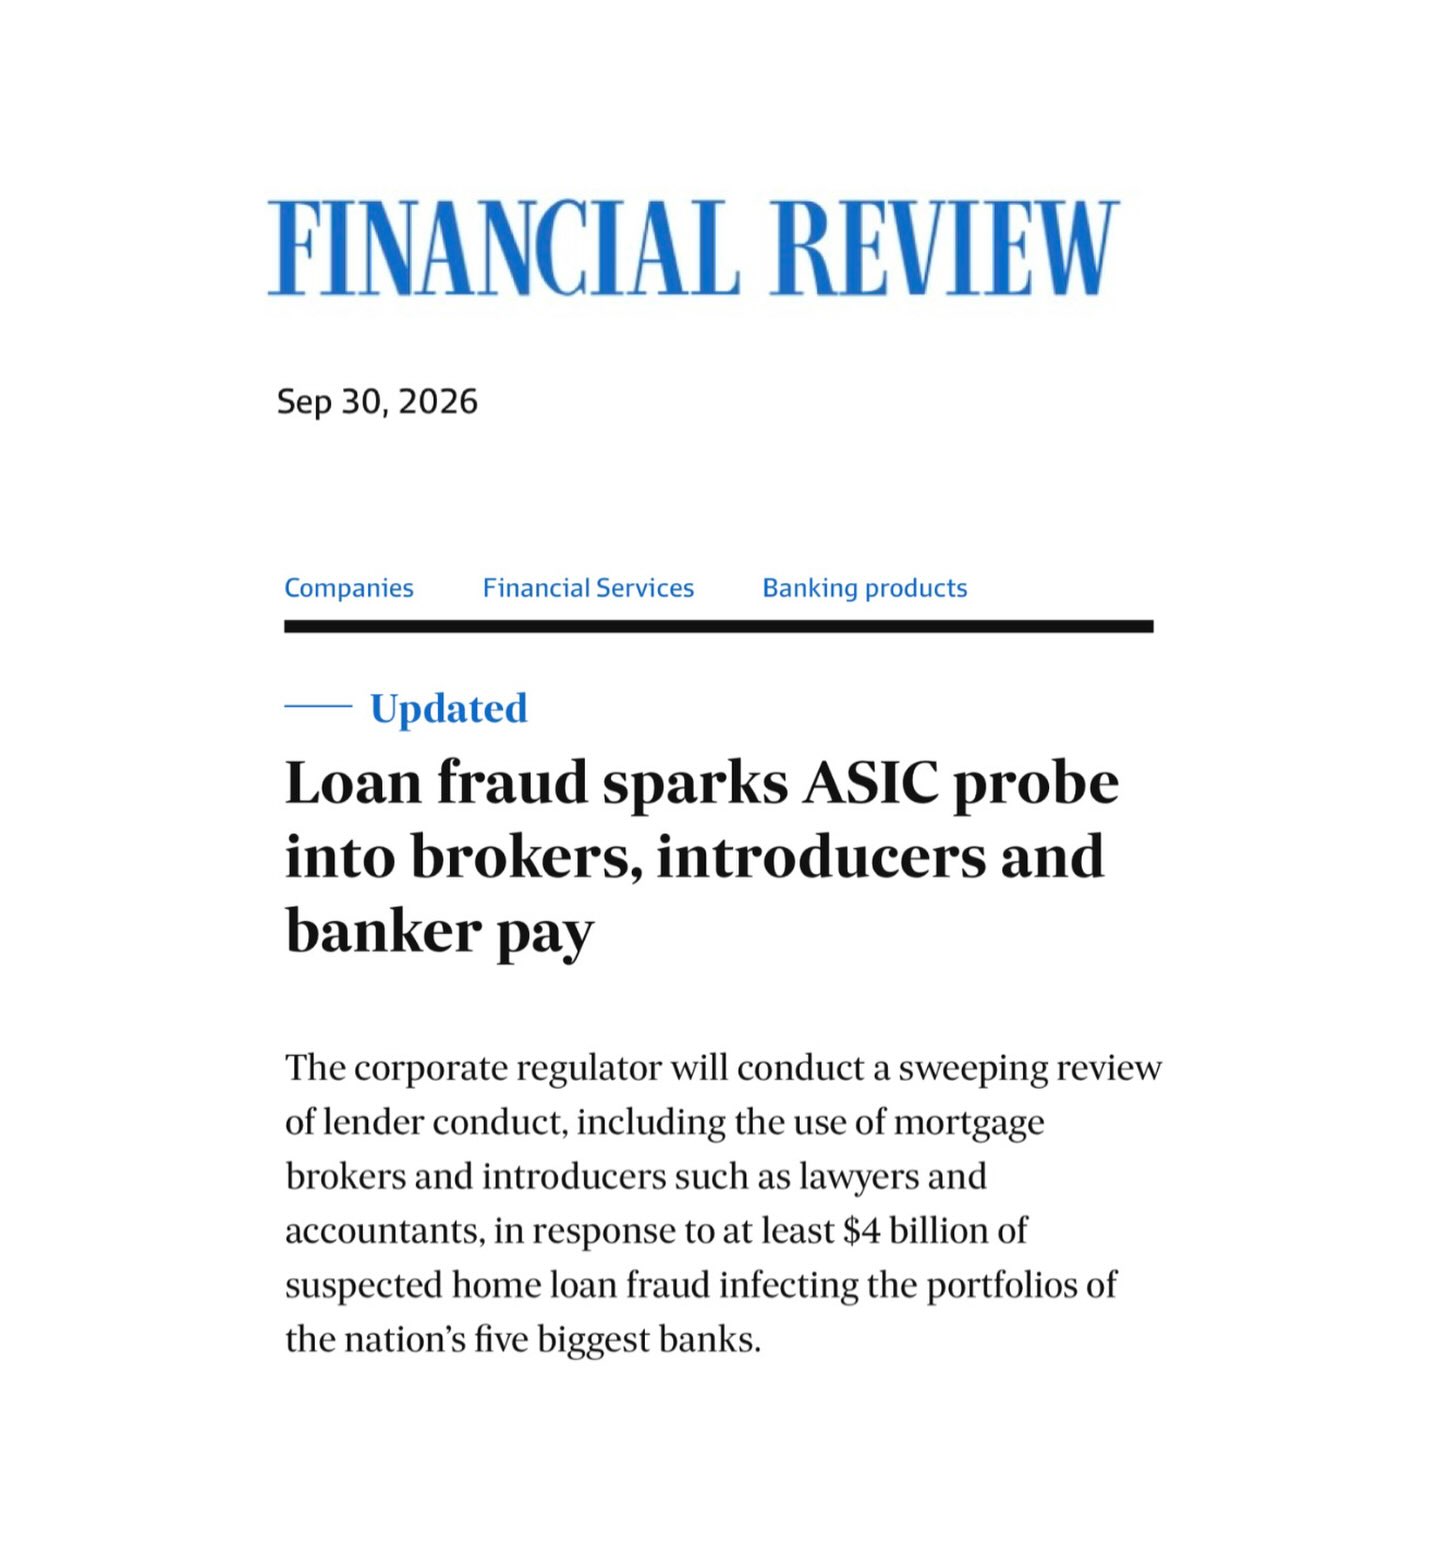 FINANCIAL REVIEW
Sep 30, 2026
Companies Financial Services Banking products
Updated
Loan fraud sparks ASIC probe
into brokers, introducers and
banker pay
The corporate regulator will conduct a sweeping review
of lender conduct, including the use of mortgage
brokers and introducers such as lawyers and
accountants, in response to at least $4 billion of
suspected home loan fraud infecting the portfolios of
the nation’s five biggest banks.